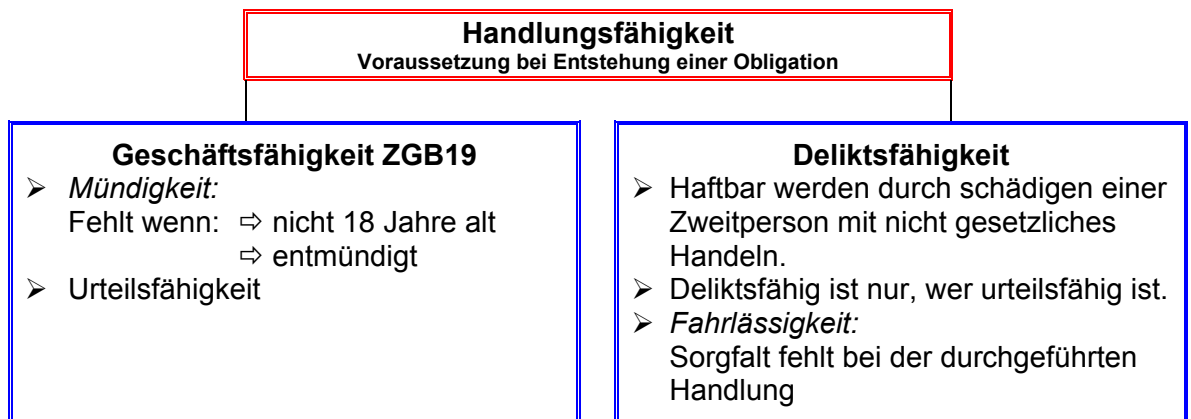 Handlungsfähigkeit
Voraussetzung bei Entstehung einer Obligation
Geschäftsfähigkeit ZGB19
➢ Mündigkeit:
Fehlt wenn: ⇨ nicht 18 Jahre alt
⇨ entmündigt
➢ Urteilsfähigkeit
Deliktsfähigkeit
➢ Haftbar werden durch schädigen einer
Zweitperson mit nicht gesetzliches
Handeln.
➢ Deliktsfähig ist nur, wer urteilsfähig ist.
➢ Fahrlässigkeit:
Sorgfalt fehlt bei der durchgeführten
Handlung